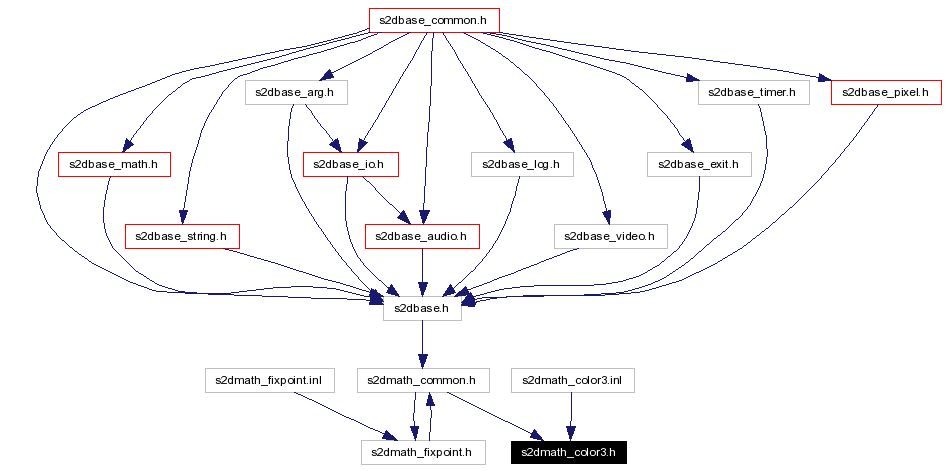 s2dbase_common.h
s2dbase_arg.h
s2dbase_timer.h
s2dbase_pixel.h
s2dbase_math.h
s2dbase_io.h
s2dbase_log.h
s2dbase_exit.h
s2dbase_string.h
s2dbase_audio.h
s2dbase_video.h
s2dbase.h
s2dmath_fixpoint.inl
s2dmath_common.h
s2dmath_color3.inl
s2dmath_fixpoint.h
s2dmath_color3.h